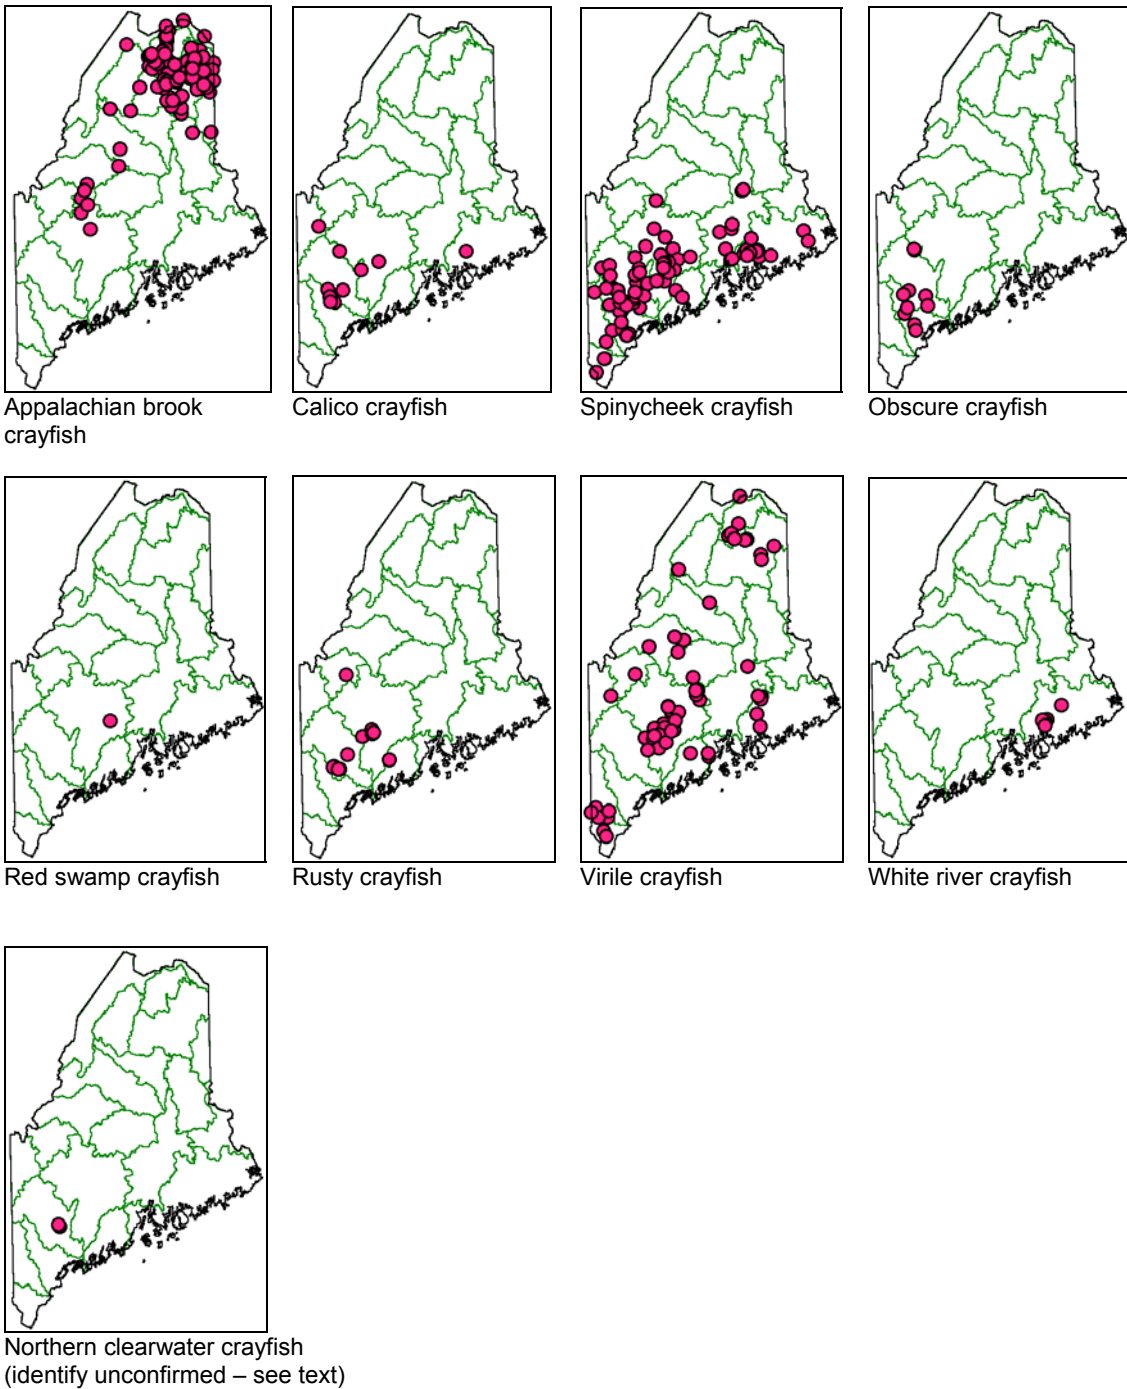 Appalachian brook
crayfish
Calico crayfish
Spinycheek crayfish
Obscure crayfish
Red swamp crayfish
Rusty crayfish
Virile crayfish
White river crayfish
Northern clearwater crayfish
(identify unconfirmed – see text)